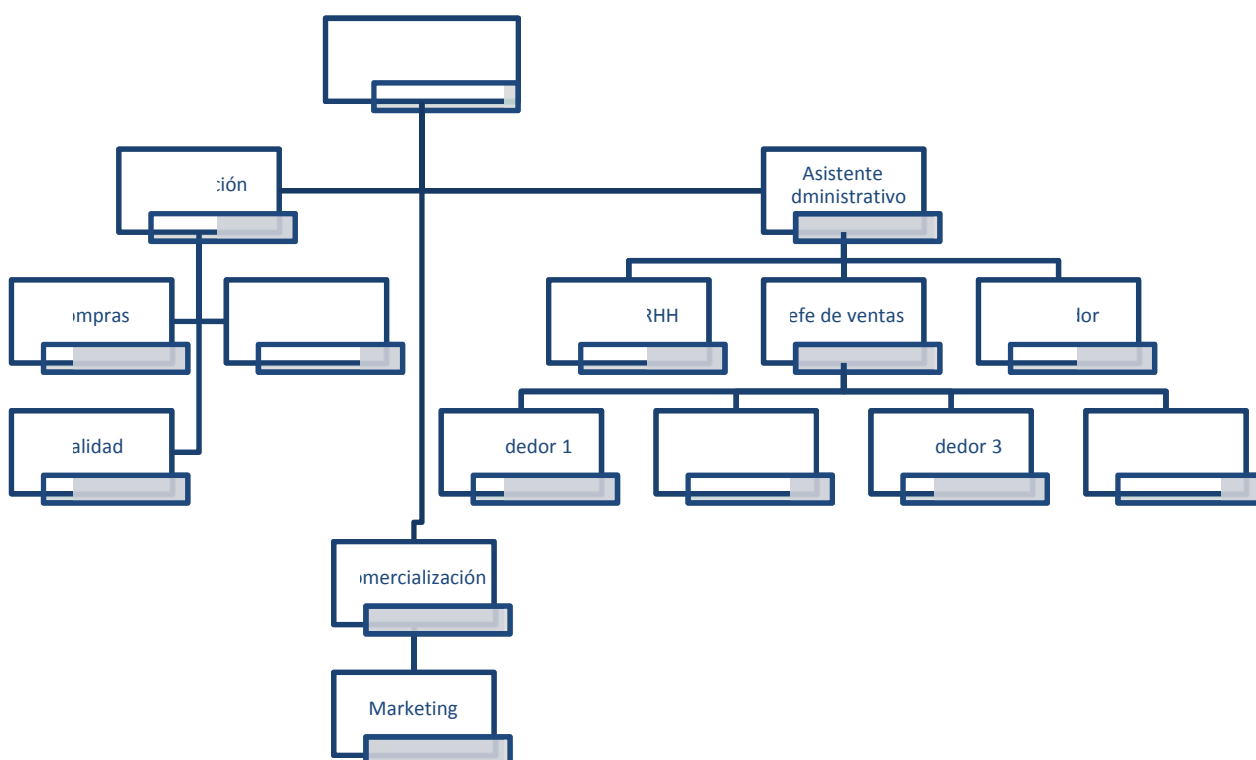 ción
Asistente
dministrativo
ompras
RHH
efe de ventas
dor
alidad
dedor 1
dedor 3
omercialización
Marketing